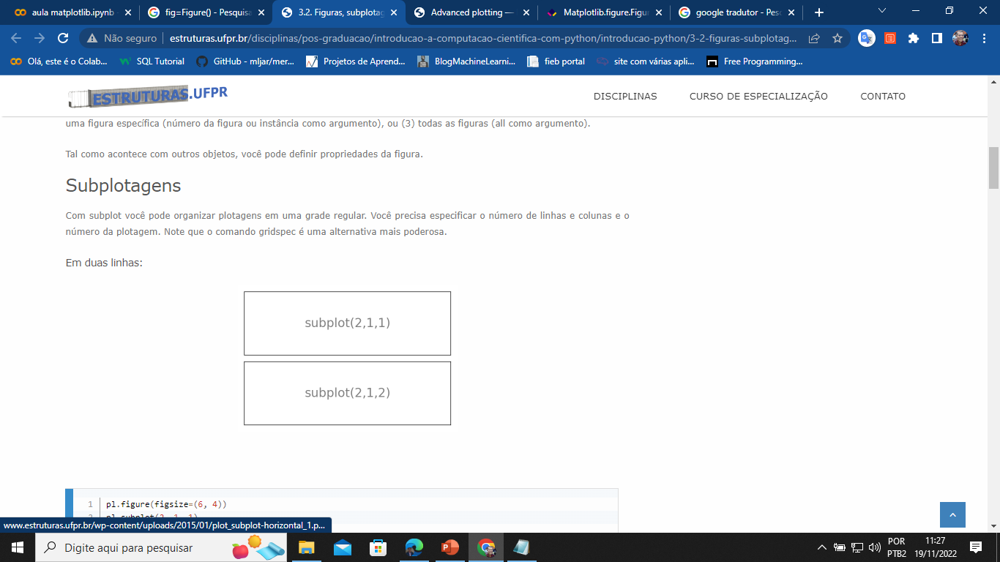 aula matplotlib.ipynb
fig=Figure() - Pesquisa
3.2. Figuras, subplotag
Advanced plotting —
Matplotlib.figure.Figu
google tradutor - Pes
Não seguro
estruturas.ufpr.br/disciplinas/pos-graduacao/introducao-a-computacao-cientifica-com-python/introducao-python/3-2-figuras-subplotag...
Olá, este é o Colab...
SQL Tutorial
GitHub - mljar/mer...
Projetos de Aprend...
BlogMachineLearni...
fieb portal
site com várias apli...
Free Programming...
ESTRUTURAS.UFPR
DISCIPLINAS
CURSO DE ESPECIALIZAÇÃO
CONTATO
uma figura específica (número da figura ou instância como argumento), ou (3) todas as figuras (all como argumento).
Tal como acontece com outros objetos, você pode definir propriedades da figura.
Subplotagens
Com subplot você pode organizar plotagens em uma grade regular. Você precisa especificar o número de linhas e colunas e o
número da plotagem. Note que o comando gridspec é uma alternativa mais poderosa.
Em duas linhas:
subplot(2,1,1)
subplot(2,1,2)
1 pl.figure(figsize=(6, 4))
2 pl.subplot(2, 1, 1)
www.estruturas.ufpr.br/wp-content/uploads/2015/01/plot_subplot-horizontal_1.p...
Digite aqui para pesquisar
POR
PTB2
11:27
19/11/2022